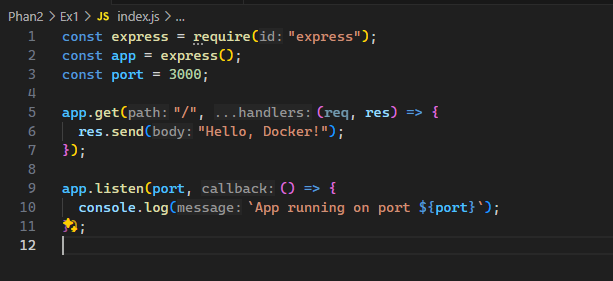 Phan2 > Ex1 > JS index.js > ...
1 const express = require(id: "express");
2 const app = express();
3 const port = 3000;
4
5 app.get(path: "/", ...handlers: (req, res) => {
6 res.send(body: "Hello, Docker!");
7 });
8
9 app.listen(port, callback: () => {
10 console.log(message: `App running on port ${port}`);
11 });
12